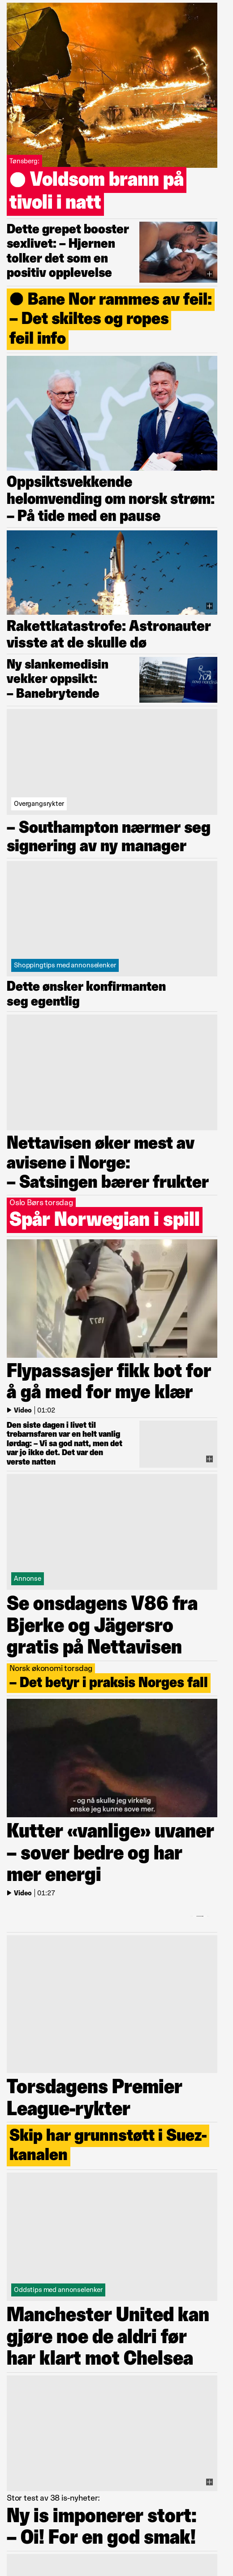 Tønsberg:
Voldsom brann på
tivoli i natt
Dette grepet booster
sexlivet: – Hjernen
tolker det som en
positiv opplevelse
Bane Nor rammes av feil:
– Det skiltes og ropes
feil info
Oppsiktsvekkende
helomvending om norsk strøm:
– På tide med en pause
Rakettkatastrofe: Astronauter
visste at de skulle dø
Ny slankemedisin
vekker oppsikt:
– Banebrytende
Overgangsrykter
– Southampton nærmer seg
signering av ny manager
Shoppingtips med annonselenker
Dette ønsker konfirmanten
seg egentlig
Nettavisen øker mest av
avisene i Norge:
– Satsingen bærer frukter
Oslo Børs torsdag
Spår Norwegian i spill
Flypassasjer fikk bot for
å gå med for mye klær
Video | 01:02
Den siste dagen i livet til
trebarnsfaren var en helt vanlig
lørdag: – Vi sa god natt, men det
var jo ikke det. Det var den
verste natten
Annonse
Se onsdagens V86 fra
Bjerke og Jägersro
gratis på Nettavisen
Norsk økonomi torsdag
– Det betyr i praksis Norges fall
- og nå skulle jeg virkelig
ønske jeg kunne sove mer.
Kutter «vanlige» uvaner
– sover bedre og har
mer energi
Video | 01:27
Torsdagens Premier
League-rykter
Skip har grunnstøtt i Suez-
kanalen
Oddstips med annonselenker
Manchester United kan
gjøre noe de aldri før
har klart mot Chelsea
Stor test av 38 is-nyheter:
Ny is imponerer stort:
– Oi! For en god smak!